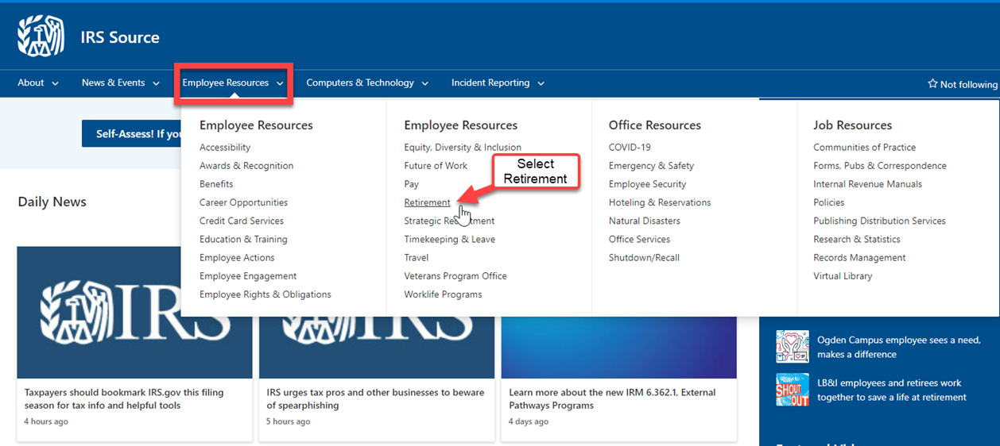 IRS Source
About
News & Events
Employee Resources
Computers & Technology
Incident Reporting
Not following
Self-Assess! If you
Daily News
Employee Resources
Accessibility
Awards & Recognition
Benefits
Career Opportunities
Credit Card Services
Education & Training
Employee Actions
Employee Engagement
Employee Rights & Obligations
Employee Resources
Equity, Diversity & Inclusion
Future of Work
Pay
Retirement
Strategic
Timekeeping & Leave
Travel
Veterans Program Office
Worklife Programs
Select
Retirement
Office Resources
COVID-19
Emergency & Safety
Employee Security
Hoteling & Reservations
Natural Disasters
Office Services
Shutdown/Recall
Job Resources
Communities of Practice
Forms, Pubs & Correspondence
Internal Revenue Manuals
Policies
Publishing Distribution Services
Research & Statistics
Records Management
Virtual Library
IRS
IRS
Taxpayers should bookmark IRS.gov this filing
season for tax info and helpful tools
4 hours ago
IRS urges tax pros and other businesses to beware
of spearphishing
5 hours ago
Learn more about the new IRM 6.362.1, External
Pathways Programs
4 days ago
Ogden Campus employee sees a need,
makes a difference
SHOUT
OUT
LB&I employees and retirees work
together to save a life at retirement